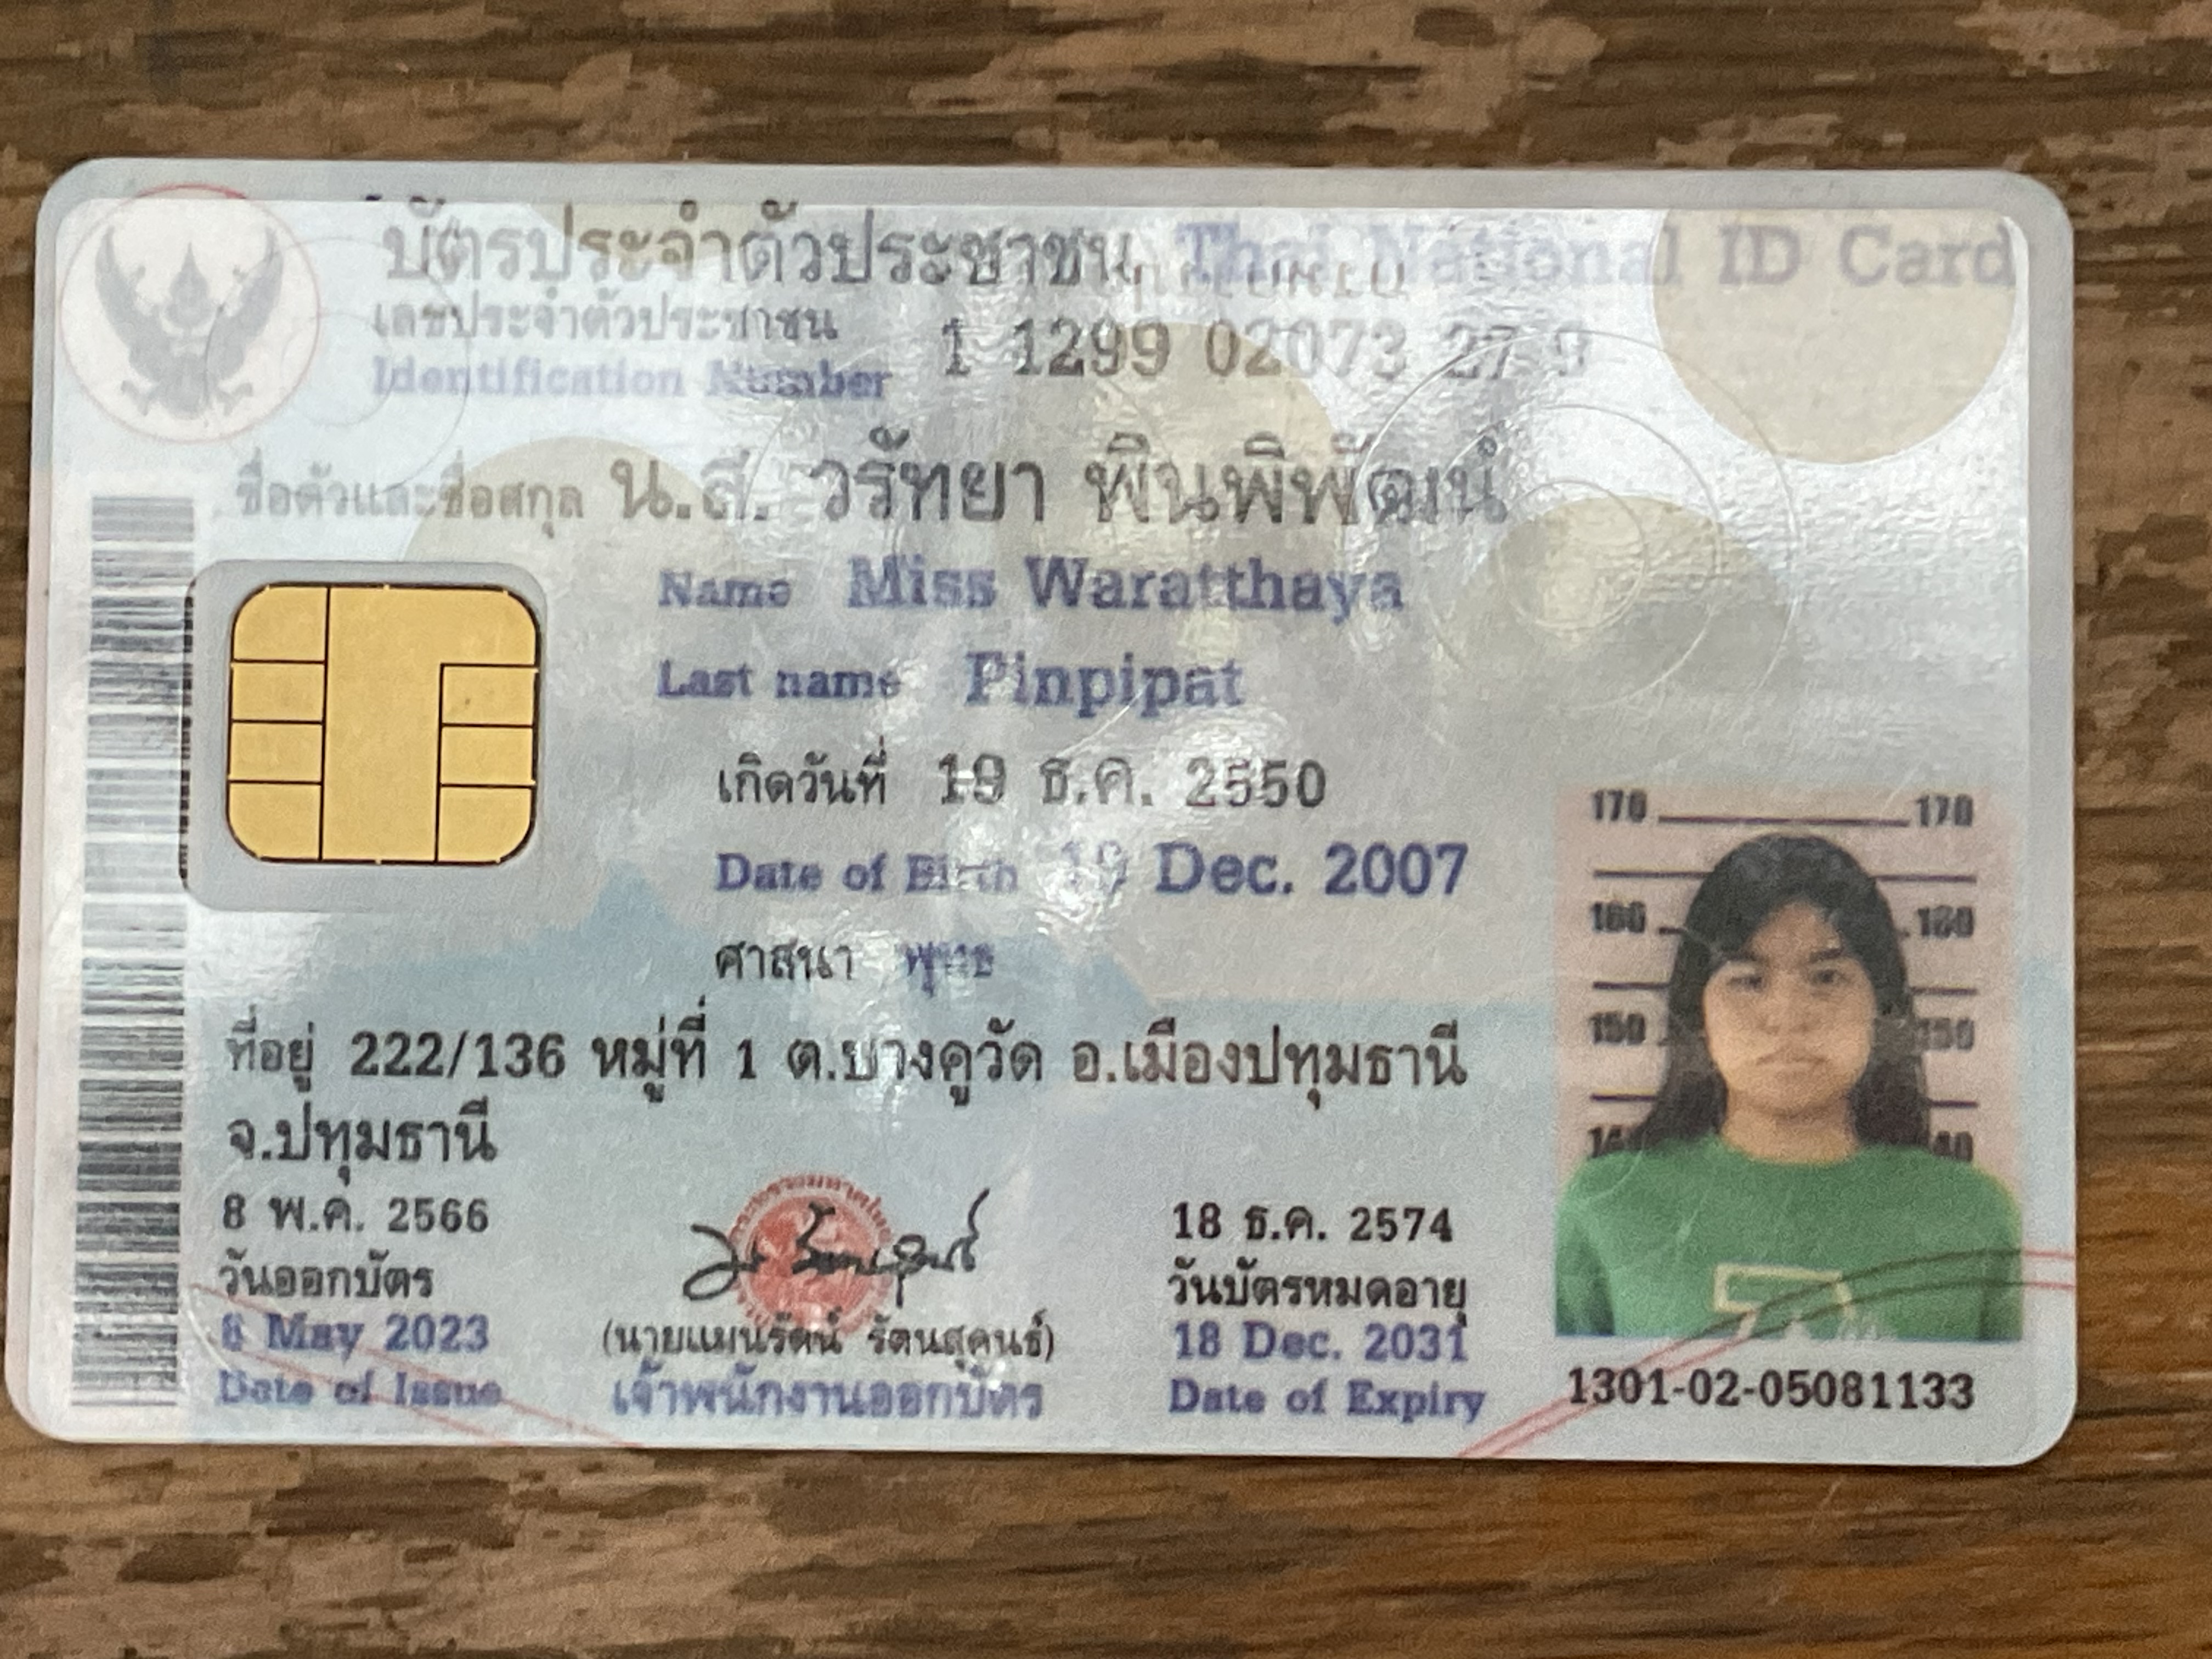 บัตรประจำตัวประชาชน Thai National ID Card
เลขประจำตัวประชาชน 1 1299 02073 27 9
Identification Number
ชื่อตัวและชื่อสกุล น.ส. วรัทยา พินพิพัฒน์
Name Miss Waratthaya
Last name Pinpipat
เกิดวันที่ 19 ธ.ค. 2550
Date of Birth 19 Dec. 2007
ศาสนา พุทธ
ที่อยู่ 222/136 หมู่ที่ 1 ต.บางคูวัด อ.เมืองปทุมธานี
จ.ปทุมธานี
8 พ.ค. 2566
วันออกบัตร
8 May 2023
Date of Issue
(นายแมนรัตน์ รัตนสุคนธ์)
เจ้าพนักงานออกบัตร
18 ธ.ค. 2574
วันบัตรหมดอายุ
18 Dec. 2031
Date of Expiry
170 170
160 160
150 150
1301-02-05081133